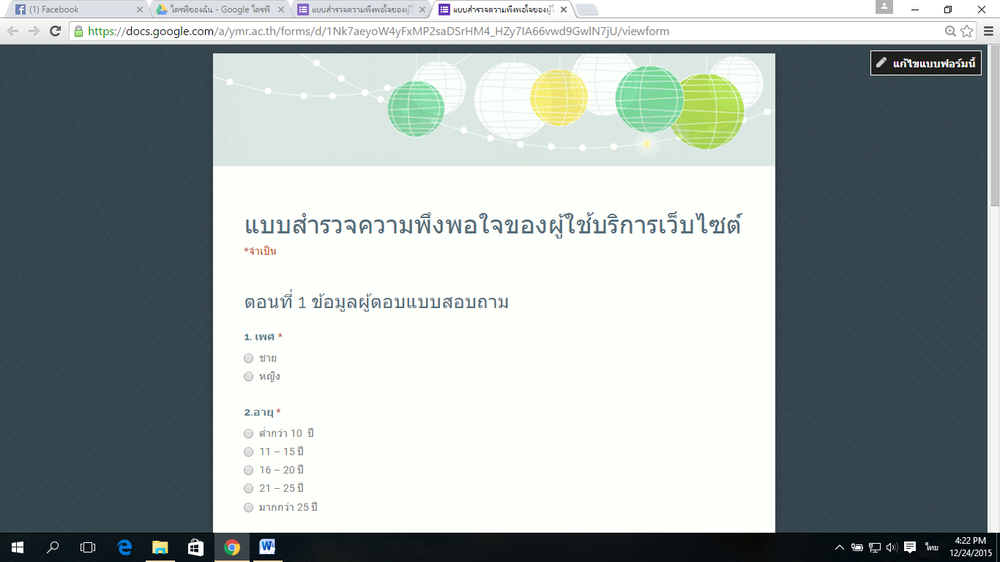 (1) Facebook
ไดรฟ์ของฉัน - Google ไดรฟ์
แบบสำรวจความพึงพอใจของผู้ใ
แบบสำรวจความพึงพอใจของผู้ใ
https://docs.google.com/a/ymr.ac.th/forms/d/1Nk7aeyoW4yFxMP2saDSrHM4_HZy7IA66vwd9GwlN7jU/viewform
แก้ไขแบบฟอร์มนี้
แบบสำรวจความพึงพอใจของผู้ใช้บริการเว็บไซต์
*จำเป็น
ตอนที่ 1 ข้อมูลผู้ตอบแบบสอบถาม
1. เพศ *
ชาย
หญิง
2.อายุ *
ต่ำกว่า 10 ปี
11 – 15 ปี
16 – 20 ปี
21 – 25 ปี
มากกว่า 25 ปี
ไทย
4:22 PM
12/24/2015